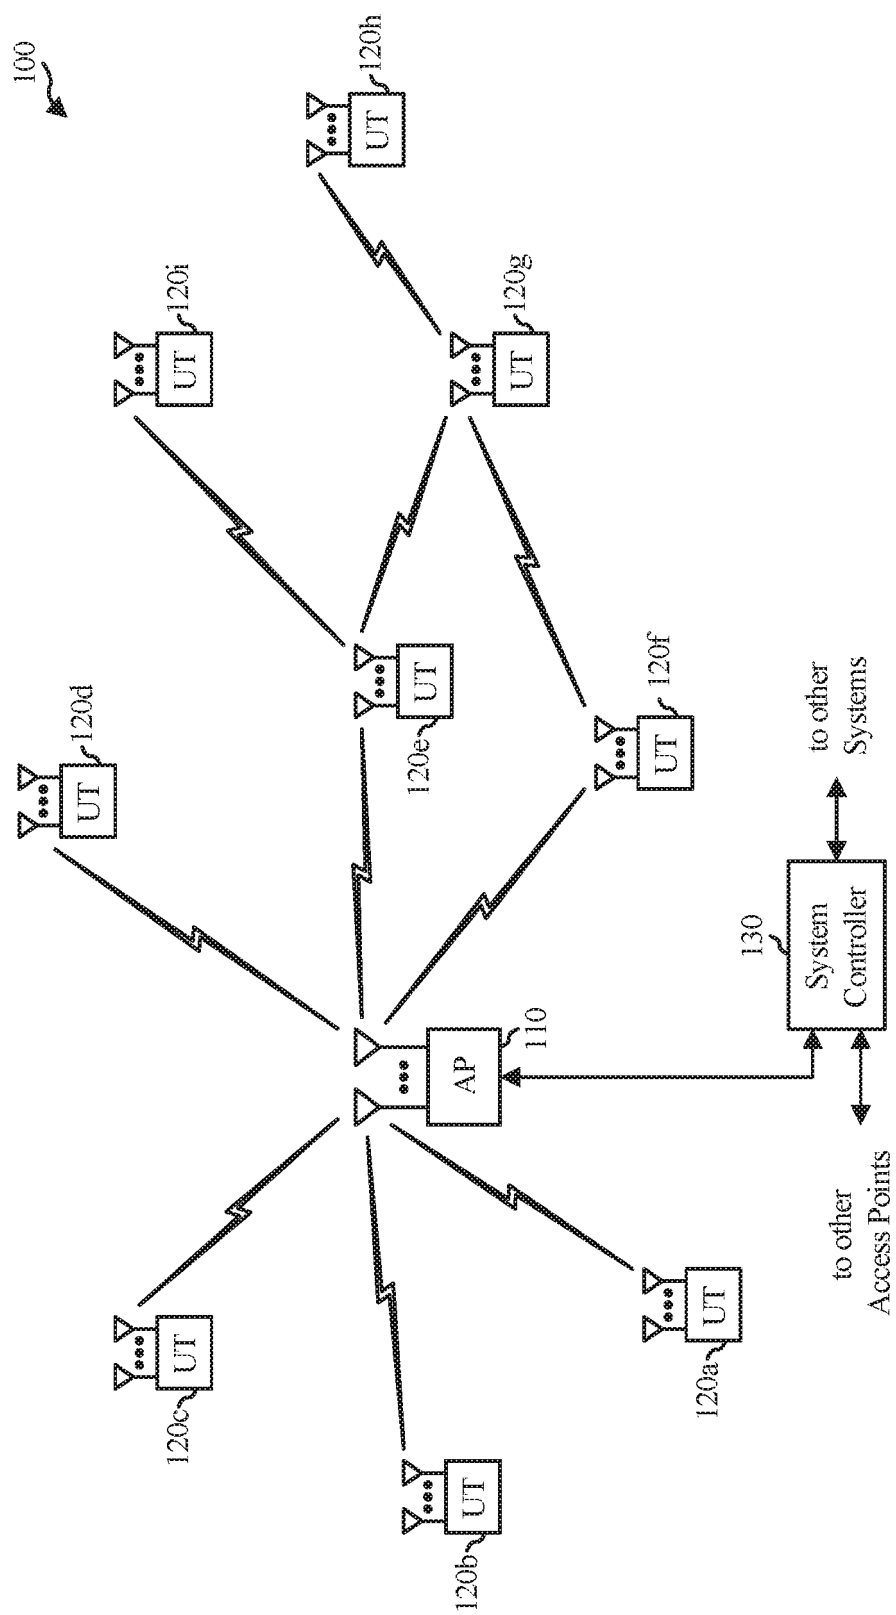 100
120d
UT
120i
UT
120h
UT
120c
UT
120e
UT
120g
UT
120b
UT
110
AP
120f
UT
120a
UT
130
System
Controller
to other
Systems
to other
Access Points